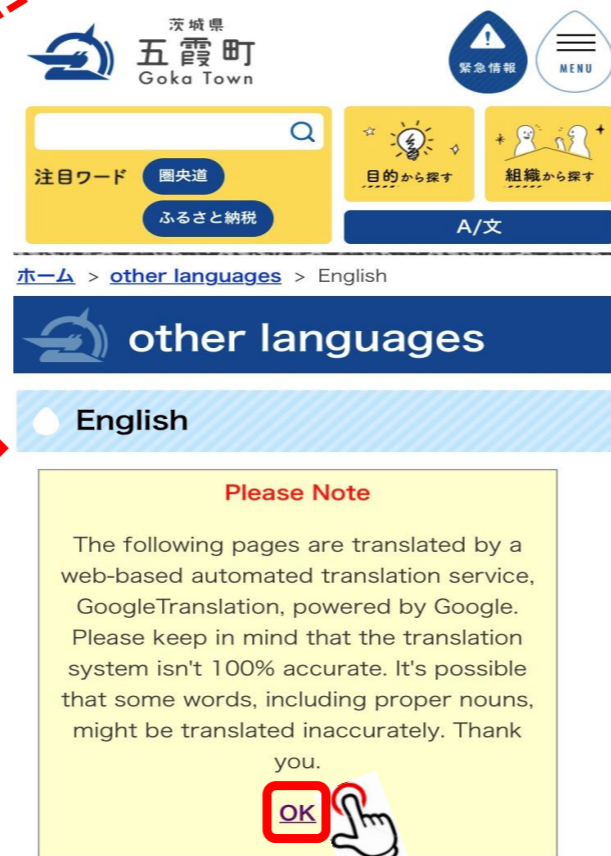 茨城県
五霞町
Goka Town
緊急情報
MENU
注目ワード
圏央道
ふるさと納税
目的から探す
組織から探す
A/文
ホーム > other languages > English
other languages
English
Please Note
The following pages are translated by a
web-based automated translation service,
GoogleTranslation, powered by Google.
Please keep in mind that the translation
system isn't 100% accurate. It's possible
that some words, including proper nouns,
might be translated inaccurately. Thank
you.
OK